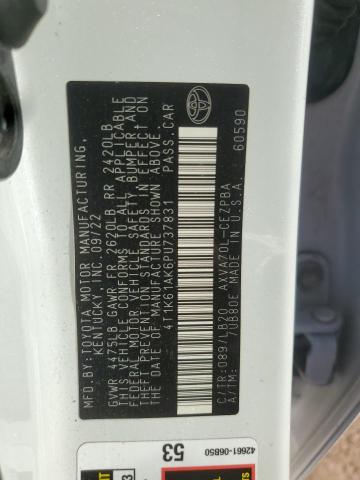 MFD.BY:TOYOTA MOTOR MANUFACTURING,
KENTUCKY,INC.09/22
GVWR 4475LB GAWR FR 2620LB RR 2420LB
THIS VEHICLE CONFORMS TO ALL APPLICABLE
FEDERAL MOTOR VEHICLE SAFETY, BUMPER,AND
THEFT PREVENTION STANDARDS IN EFFECT ON
THE DATE OF MANUFACTURE SHOWN ABOVE.
4T1K61AK6PU737831 PASS.CAR
C/TR:089/LB00 AXVA70L-CEZPBA
A/TM: /UB80E MADE IN U.S.A.
60590
42661-06B50
53